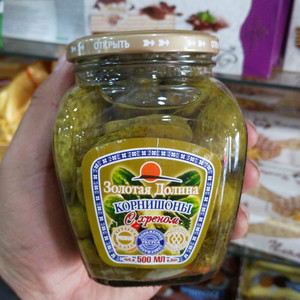 ОТКРЫТЬ
Золотая Долина
КОРНИШОНЫ
С хреном
500 МЛ